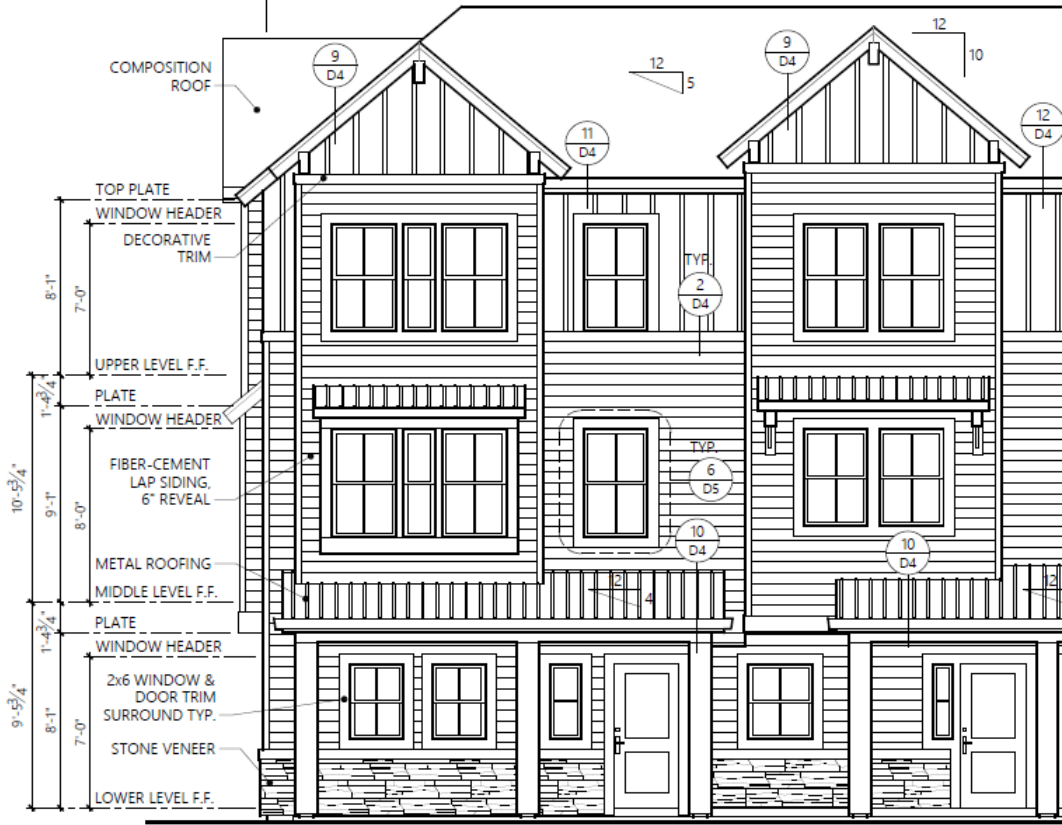 COMPOSITION
ROOF
9
D4
12
5
9
D4
12
10
12
D4
11
D4
TOP PLATE
WINDOW HEADER
DECORATIVE
TRIM
8'-1"
7'-0"
TYP.
2
D4
UPPER LEVEL F.F.
1'-4¾"
PLATE
WINDOW HEADER
FIBER-CEMENT
LAP SIDING,
6" REVEAL
10'-5¾"
9'-1"
8'-0"
TYP.
6
D5
10
D4
10
D4
METAL ROOFING
MIDDLE LEVEL F.F.
12
4
12
1'-4¾"
PLATE
WINDOW HEADER
2x6 WINDOW &
DOOR TRIM
SURROUND TYP.
9'-5¾"
8'-1"
7'-0"
STONE VENEER
LOWER LEVEL F.F.